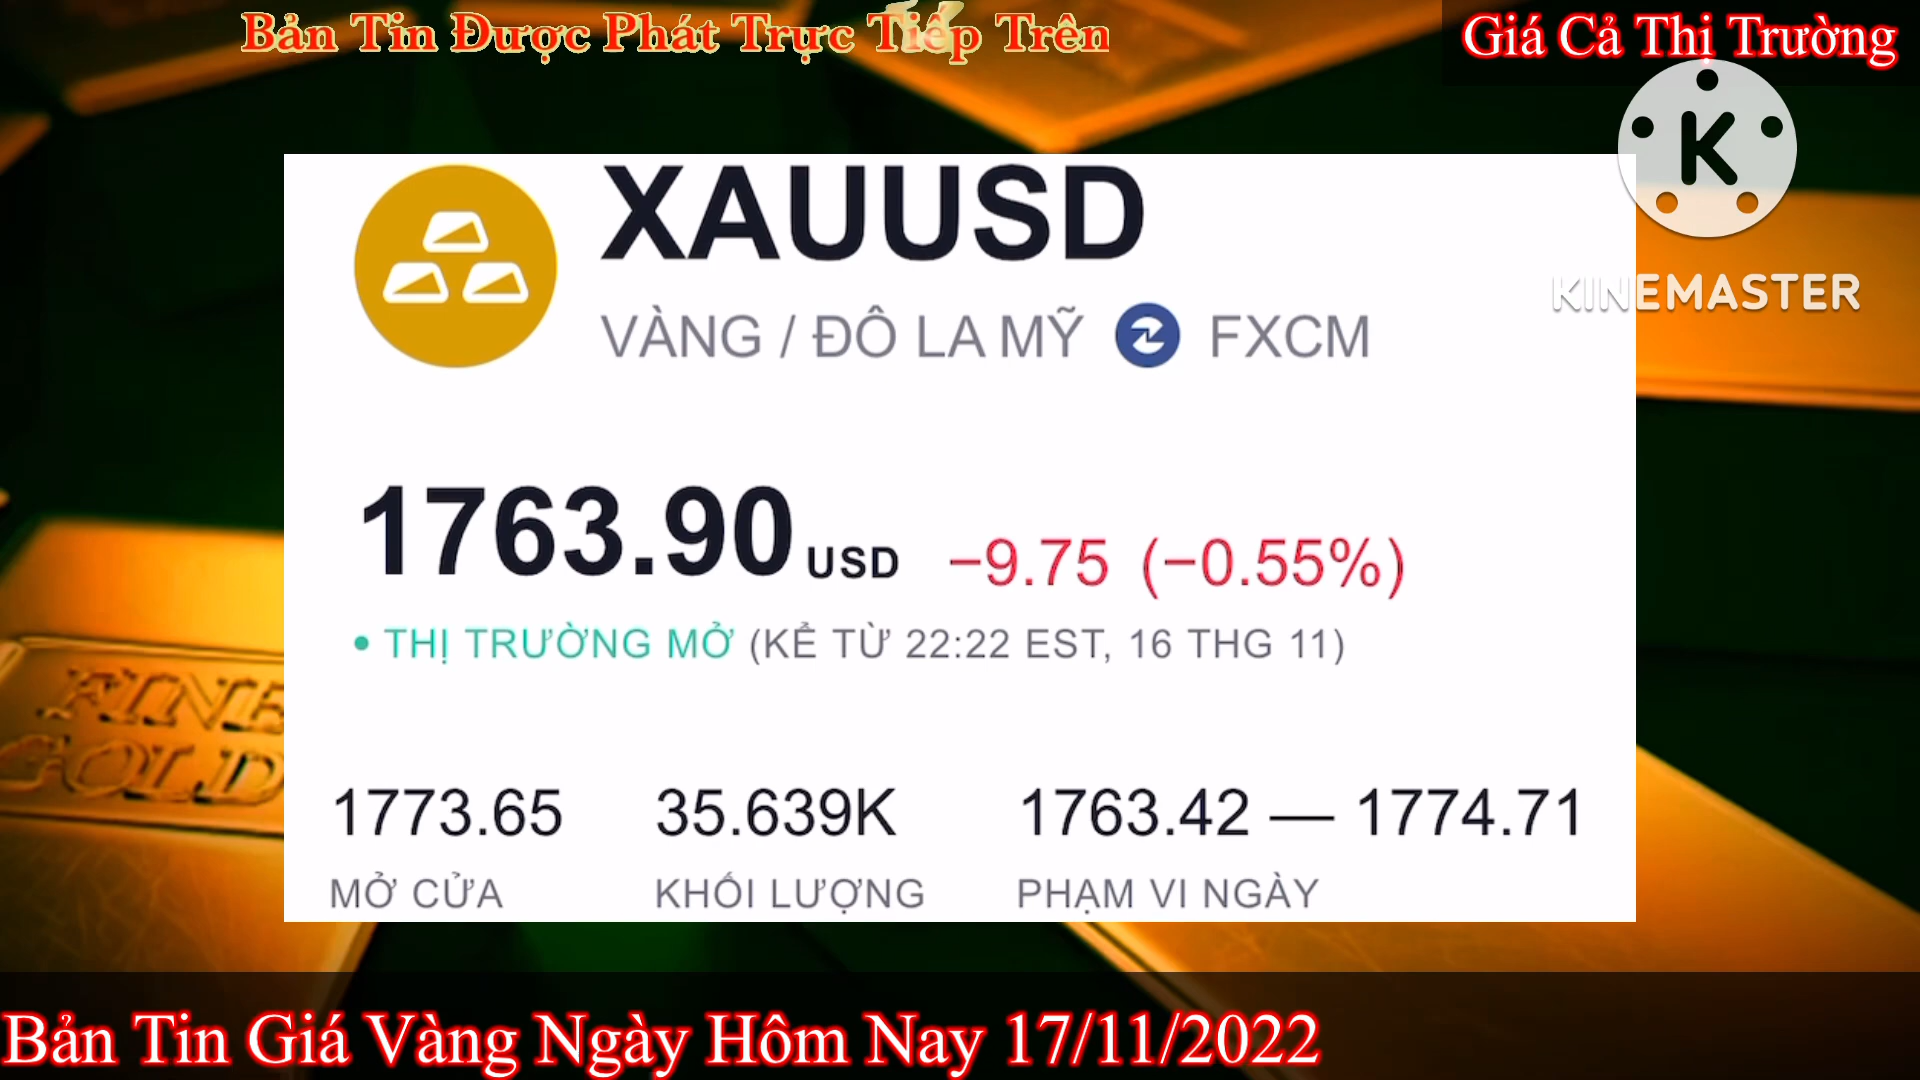 Bản Tin Được Phát Trực Tiếp Trên
Giá Cả Thị Trường
K
KINEMASTER
XAUUSD
VÀNG / ĐÔ LA MỸ FXCM
1763.90 USD −9.75 (−0.55%)
• THỊ TRƯỜNG MỞ (KỂ TỪ 22:22 EST, 16 THG 11)
1773.65 35.639K 1763.42 — 1774.71
MỞ CỬA KHỐI LƯỢNG PHẠM VI NGÀY
FINE
GOLD
Bản Tin Giá Vàng Ngày Hôm Nay 17/11/2022